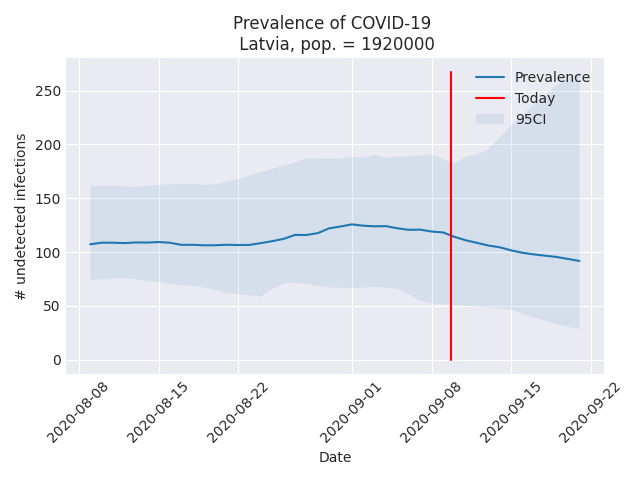 Prevalence of COVID-19
Latvia, pop. = 1920000
Prevalence
Today
95CI
# undetected infections
250
200
150
100
50
0
2020-08-08
2020-08-15
2020-08-22
2020-09-01
2020-09-08
2020-09-15
2020-09-22
Date